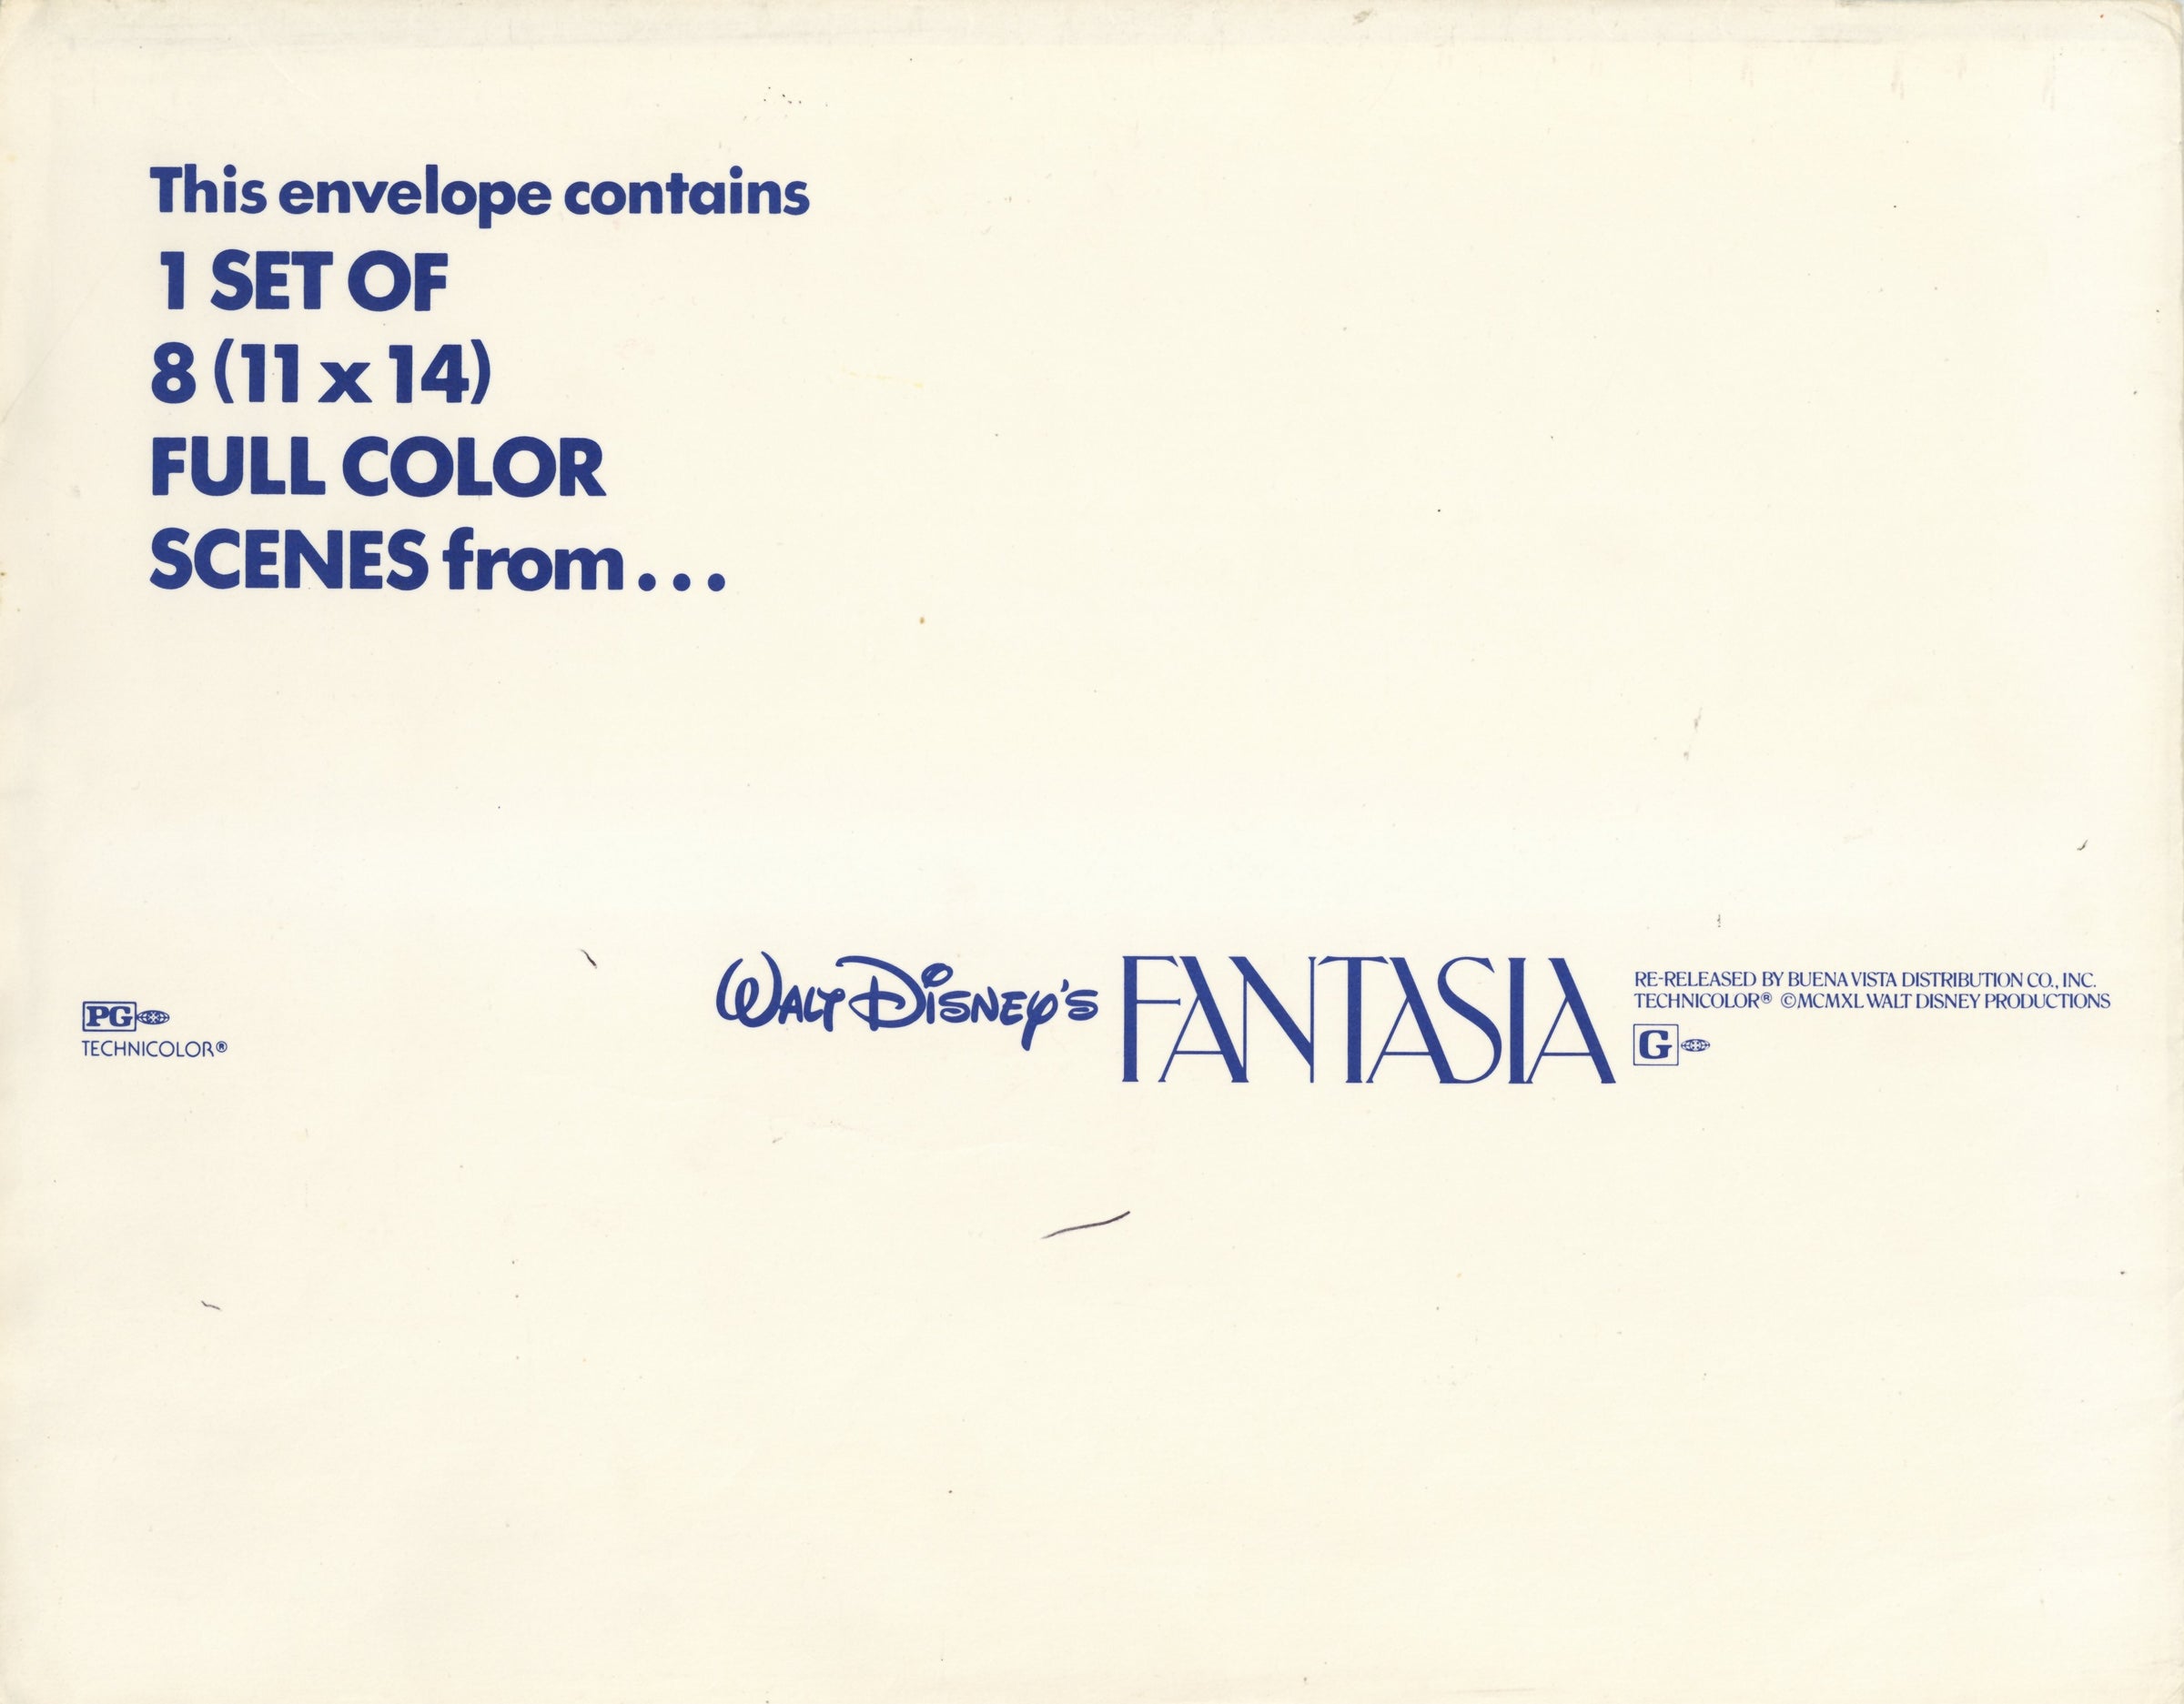 This envelope contains
1 SET OF
8 (11 x 14)
FULL COLOR
SCENES from...
PG
TECHNICOLOR®
WALT DISNEY'S FANTASIA
RE-RELEASED BY BUENA VISTA DISTRIBUTION CO., INC.
TECHNICOLOR® ©MCMXL WALT DISNEY PRODUCTIONS
G